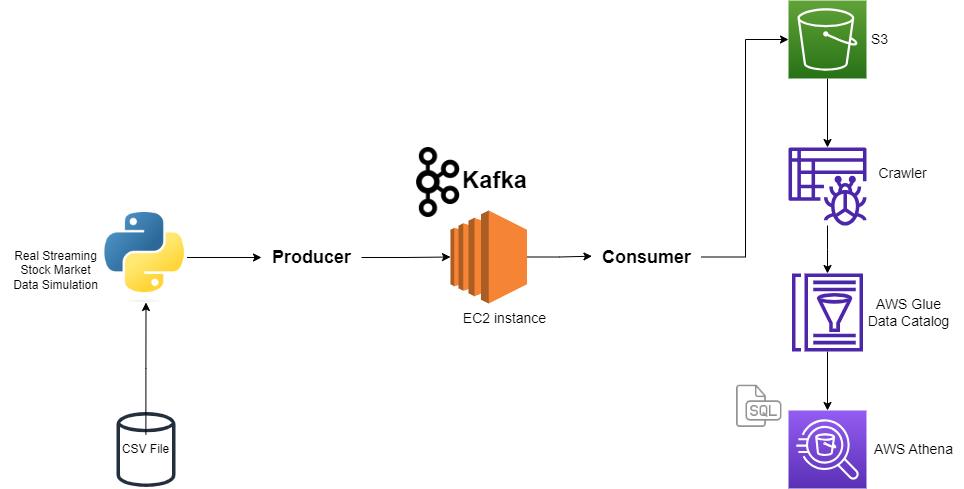 S3
Crawler
Kafka
Real Streaming
Stock Market
Data Simulation
Producer
Consumer
EC2 instance
AWS Glue
Data Catalog
SQL
CSV File
AWS Athena